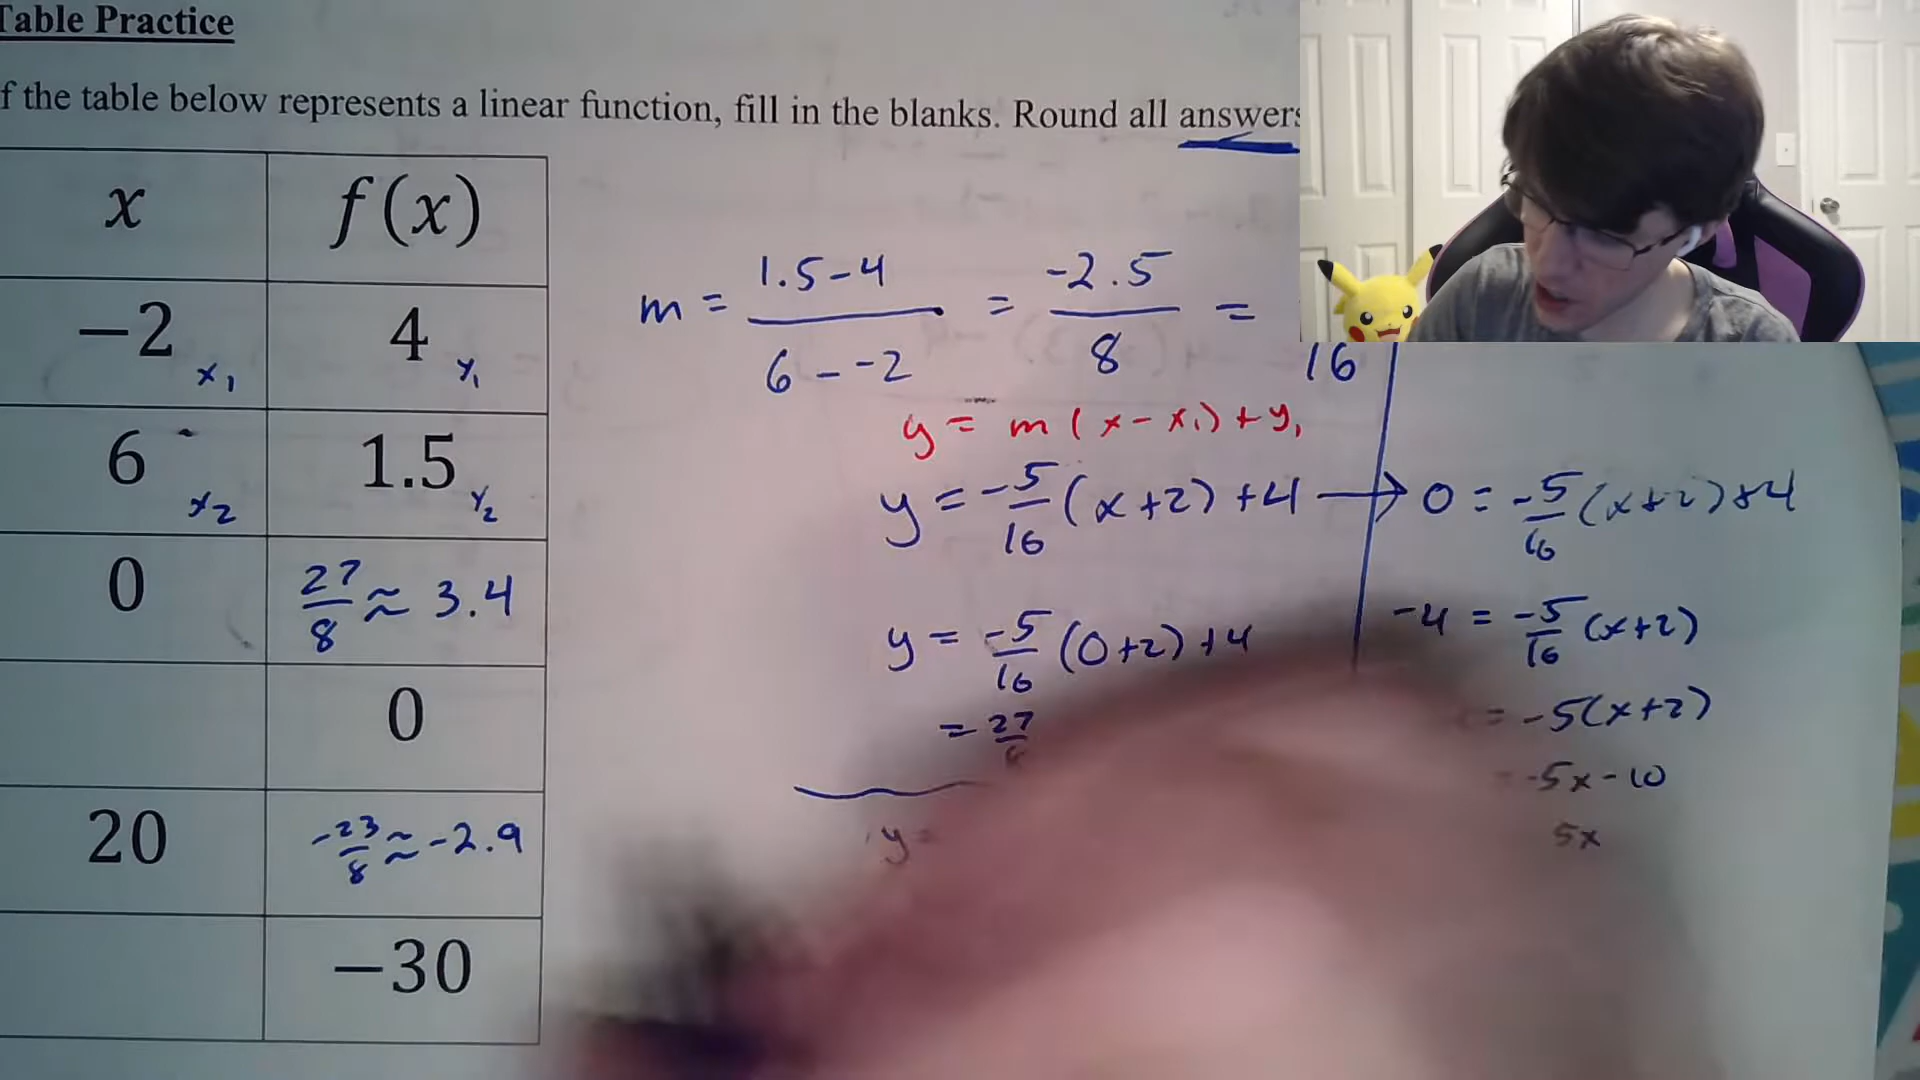 Table Practice
f the table below represents a linear function, fill in the blanks. Round all answers
x f(x)
−2 x₁ 4 y₁
6 x₂ 1.5 y₂
0 27/8 ≈ 3.4
0
20 -23/8 ≈ -2.9
−30
m = (1.5-4)/(6--2) = -2.5/8 =
16
y = m(x-x₁)+y₁
y = -5/16(x+2)+4 →
y = -5/16(0+2)+4
= 27
y=
0 = -5/16(x+2)+4
-4 = -5/16(x+2)
= -5(x+2)
= -5x-10
5x